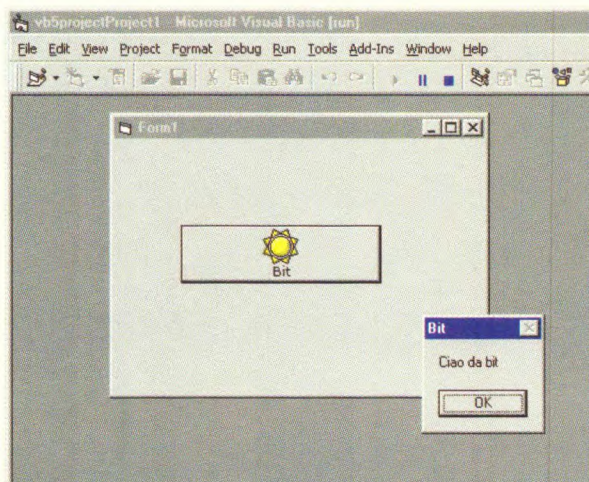 vb5projectProject1 - Microsoft Visual Basic [run]
File Edit View Project Format Debug Run Tools Add-Ins Window Help
Form1
Bit
Bit
Ciao da bit
OK